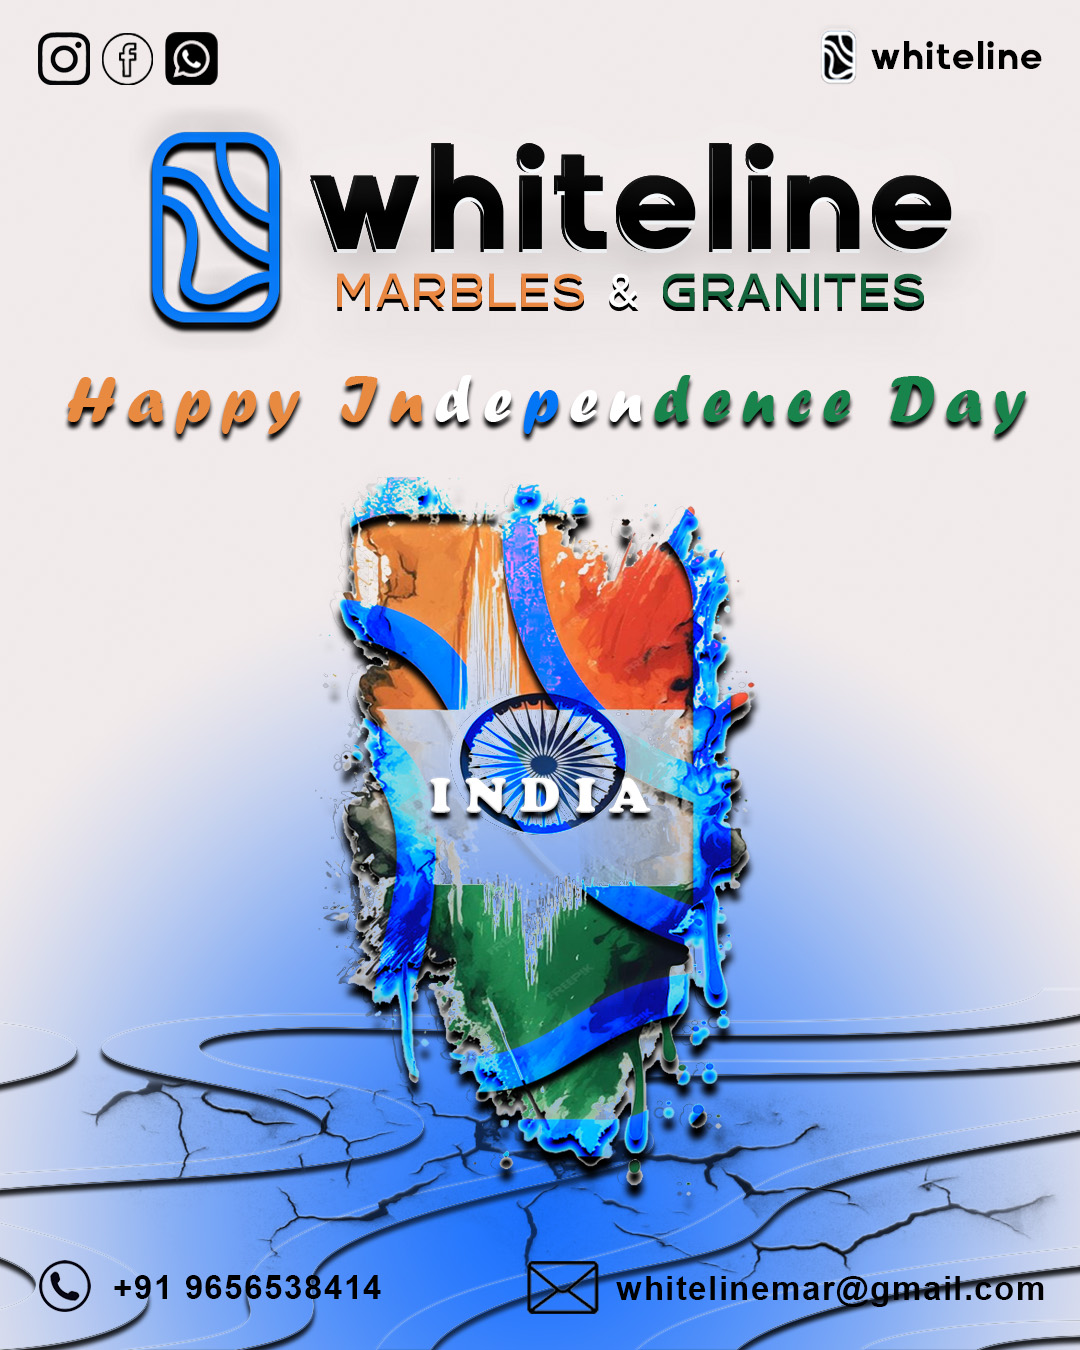 whiteline
whiteline
MARBLES & GRANITES
Happy Independence Day
INDIA
+91 9656538414
whitelinemar@gmail.com